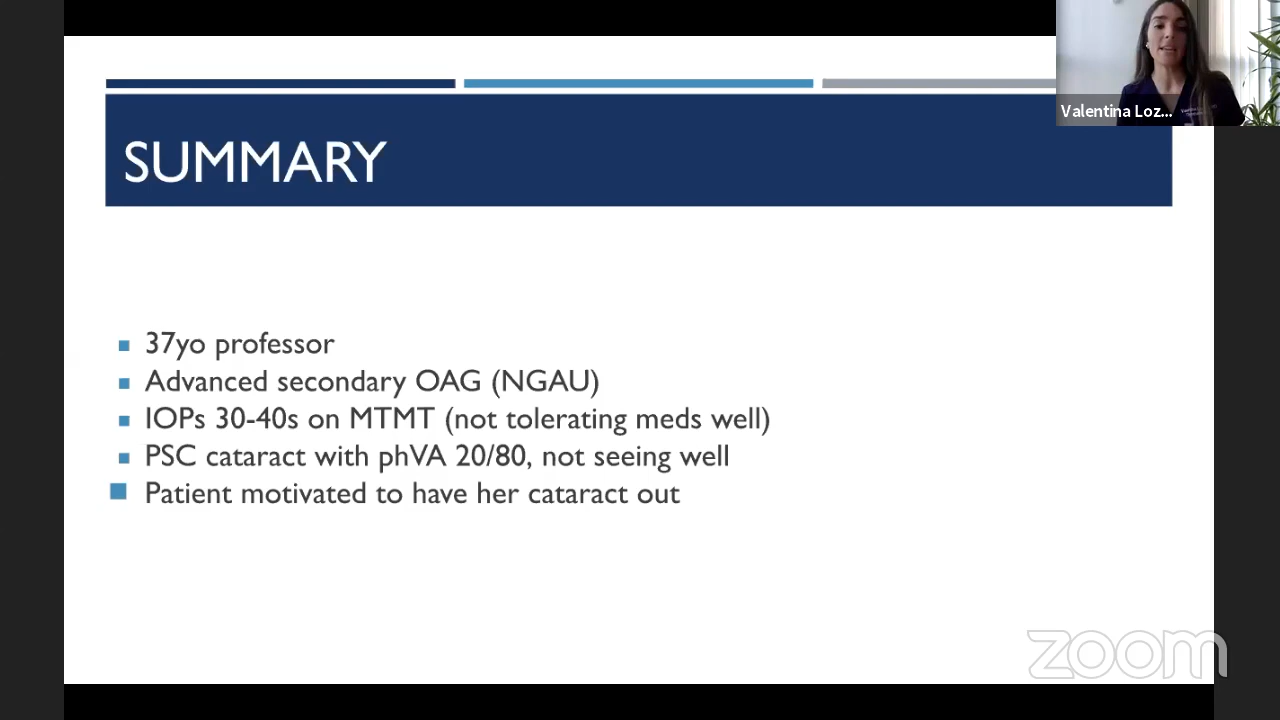 Valentina Loz...
SUMMARY
37yo professor
Advanced secondary OAG (NGAU)
IOPs 30-40s on MTMT (not tolerating meds well)
PSC cataract with phVA 20/80, not seeing well
Patient motivated to have her cataract out
zoom